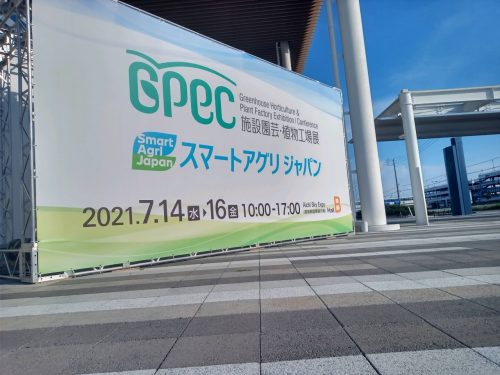 GPEC
Greenhouse Horticulture &
Plant Factory Exhibition / Conference
施設園芸・植物工場展
Smart
Agri
Japan
スマートアグリ ジャパン
2021.7.14 水 ▸ 16 金 10:00-17:00
Aichi Sky Expo
Hall B